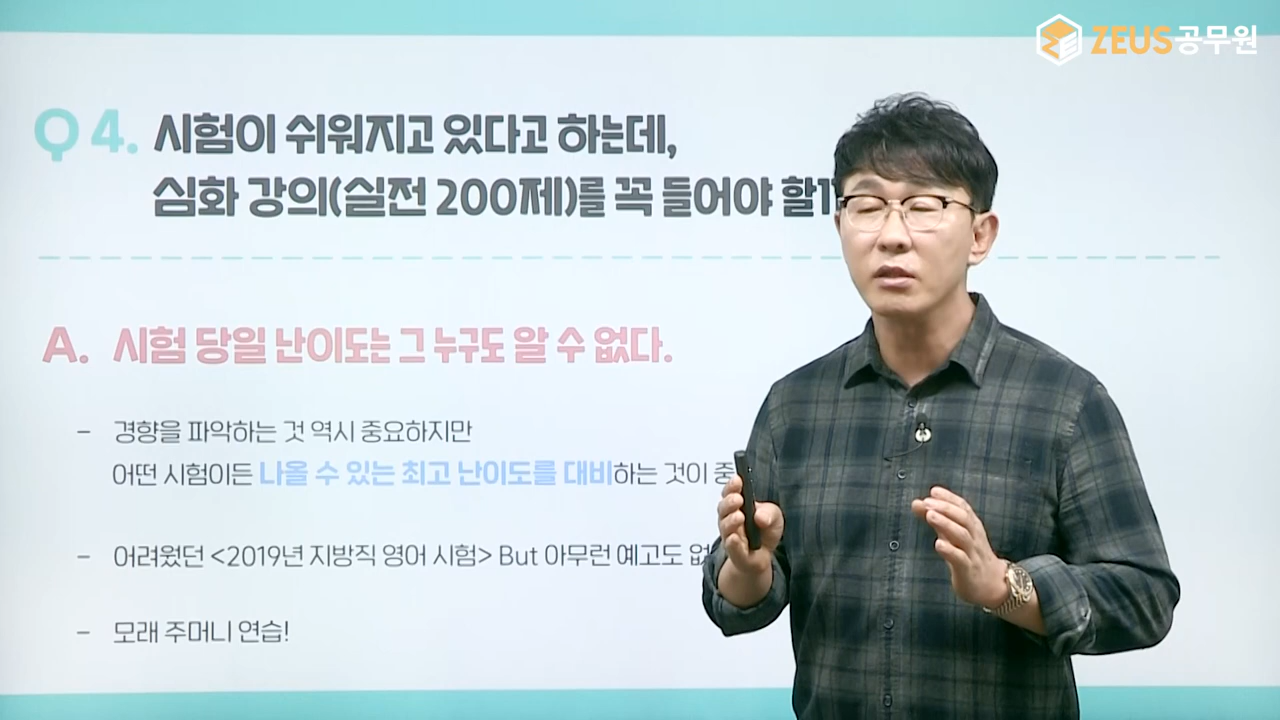 ZEUS공무원
Q 4. 시험이 쉬워지고 있다고 하는데,
심화 강의(실전 200제)를 꼭 들어야
A. 시험 당일 난이도는 그 누구도 알 수 없다.
- 경향을 파악하는 것 역시 중요하지만
어떤 시험이든 나올 수 있는 최고 난이도를 대비하는 것이
- 어려웠던 <2019년 지방직 영어 시험> But 아무런 예고도
- 모래 주머니 연습!